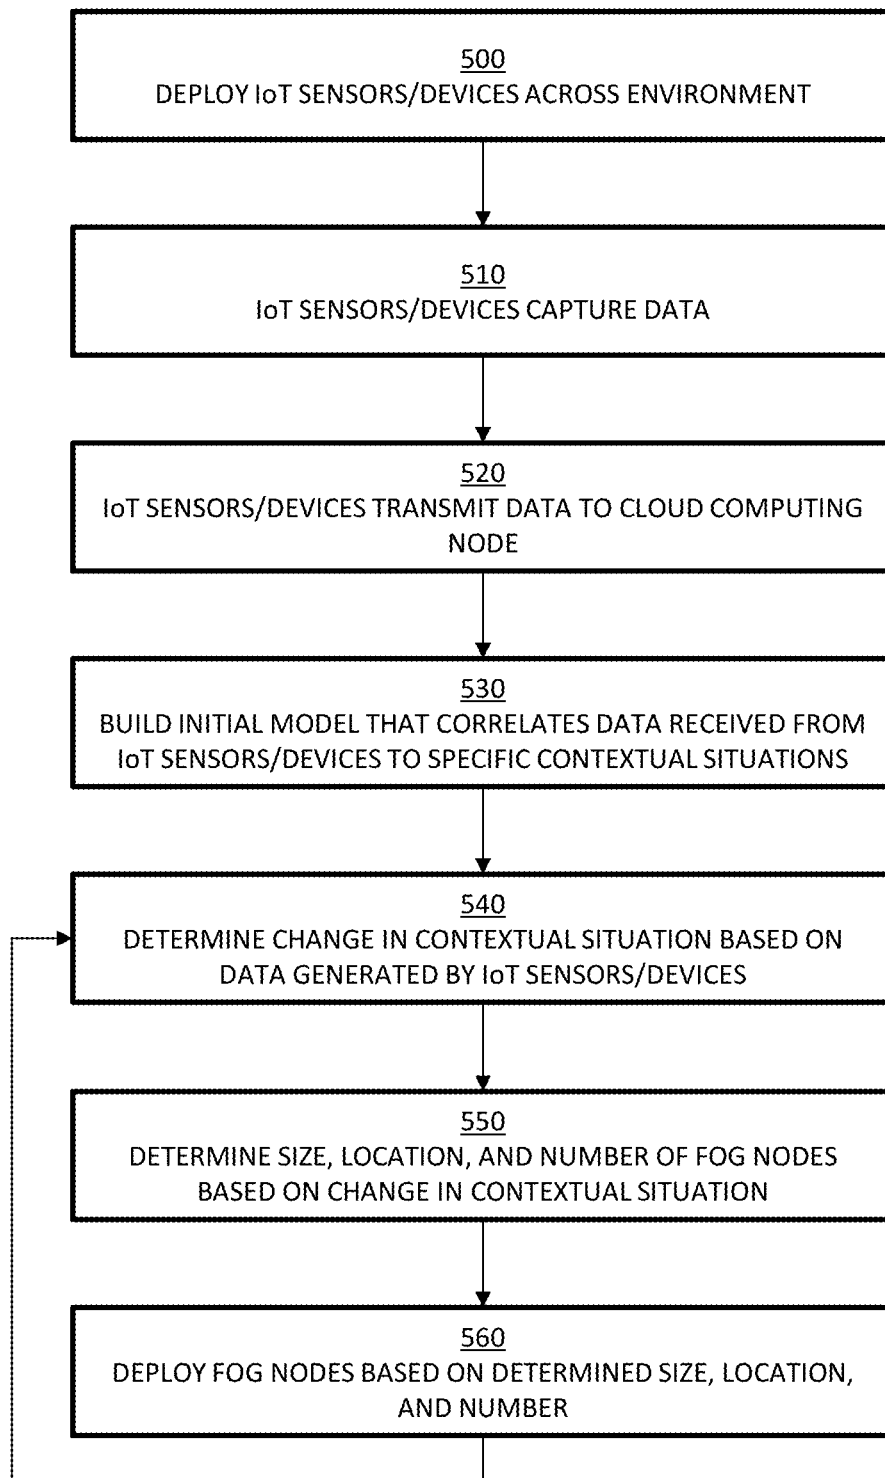 500
DEPLOY IoT SENSORS/DEVICES ACROSS ENVIRONMENT
510
IoT SENSORS/DEVICES CAPTURE DATA
520
IoT SENSORS/DEVICES TRANSMIT DATA TO CLOUD COMPUTING
NODE
530
BUILD INITIAL MODEL THAT CORRELATES DATA RECEIVED FROM
IoT SENSORS/DEVICES TO SPECIFIC CONTEXTUAL SITUATIONS
540
DETERMINE CHANGE IN CONTEXTUAL SITUATION BASED ON
DATA GENERATED BY IoT SENSORS/DEVICES
550
DETERMINE SIZE, LOCATION, AND NUMBER OF FOG NODES
BASED ON CHANGE IN CONTEXTUAL SITUATION
560
DEPLOY FOG NODES BASED ON DETERMINED SIZE, LOCATION,
AND NUMBER